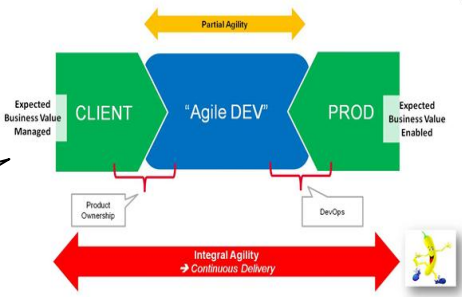 Partial Agility
Expected
Business Value
Managed
CLIENT
“Agile DEV”
PROD
Expected
Business Value
Enabled
Product
Ownership
DevOps
Integral Agility
➔ Continuous Delivery